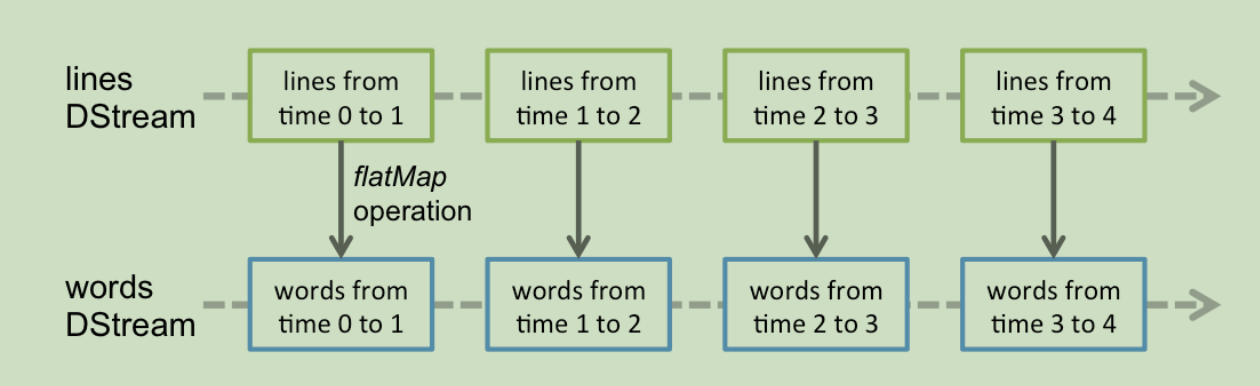 lines
DStream
lines from
time 0 to 1
lines from
time 1 to 2
lines from
time 2 to 3
lines from
time 3 to 4
flatMap
operation
words
DStream
words from
time 0 to 1
words from
time 1 to 2
words from
time 2 to 3
words from
time 3 to 4